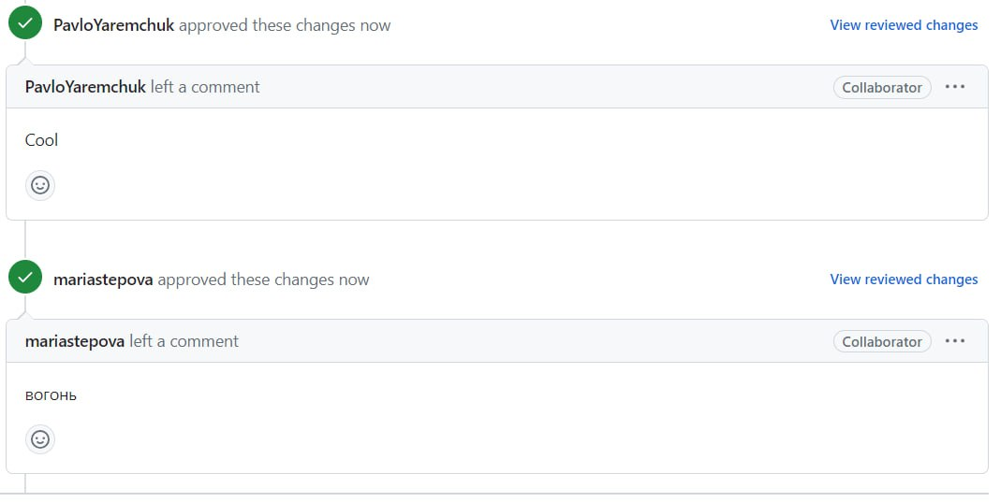 PavloYaremchuk approved these changes now View reviewed changes
PavloYaremchuk left a comment Collaborator
Cool
mariastepova approved these changes now View reviewed changes
mariastepova left a comment Collaborator
вогонь